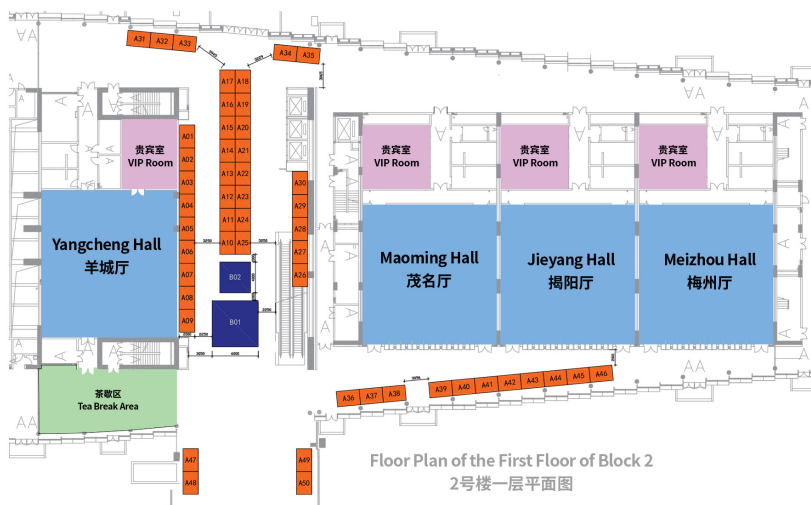 A31 A32 A33
A34 A35
A17 A18
A16 A19
A15 A20
A14 A21
A13 A22
A12 A23
A11 A24
A10 A25
A01
A02
A03
A04
A05
A06
A07
A08
A09
A30
A29
A28
A27
A26
B02
B01
贵宾室
VIP Room
贵宾室
VIP Room
贵宾室
VIP Room
贵宾室
VIP Room
Yangcheng Hall
羊城厅
Maoming Hall
茂名厅
Jieyang Hall
揭阳厅
Meizhou Hall
梅州厅
茶歇区
Tea Break Area
A36 A37 A38
A39 A40 A41 A42 A43 A44 A45 A46
A47
A48
A49
A50
Floor Plan of the First Floor of Block 2
2号楼一层平面图